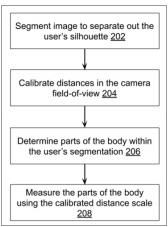 Segment image to separate out the
user's silhouette 202
Calibrate distances in the camera
field-of-view 204
Determine parts of the body within
the user's segmentation 206
Measure the parts of the body
using the calibrated distance scale
208